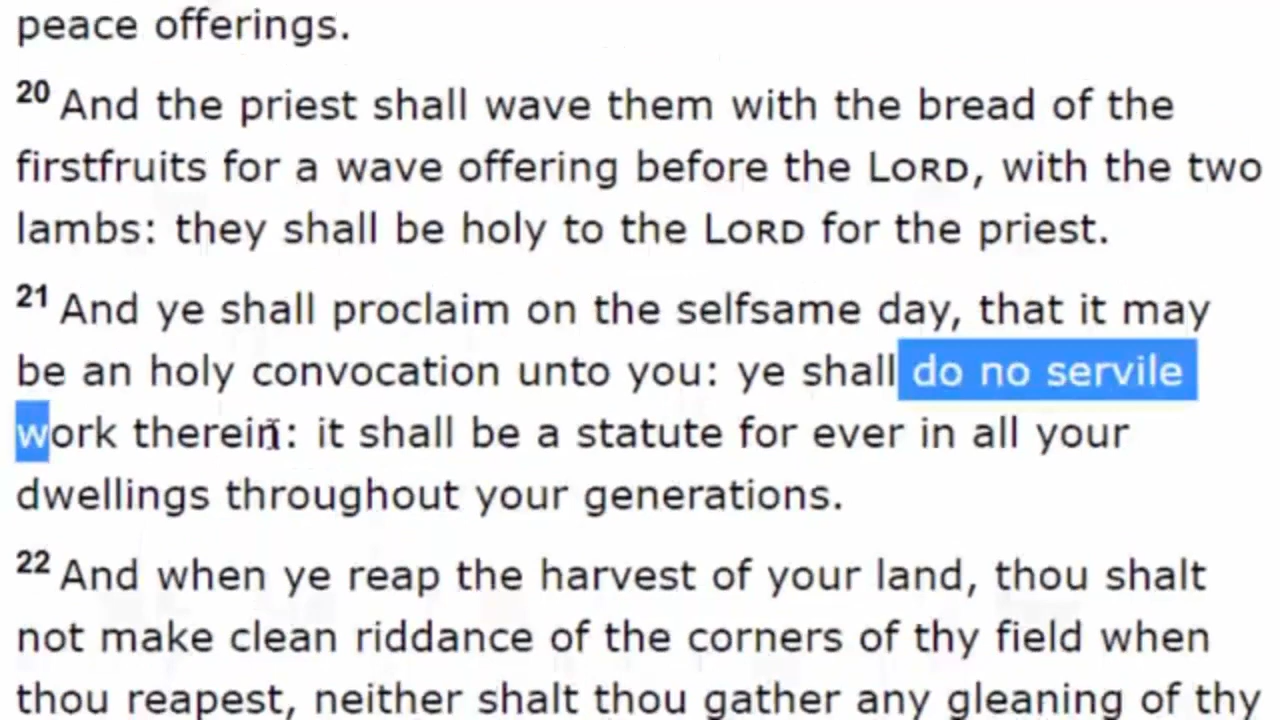 peace offerings.
20 And the priest shall wave them with the bread of the
firstfruits for a wave offering before the LORD, with the two
lambs: they shall be holy to the LORD for the priest.
21 And ye shall proclaim on the selfsame day, that it may
be an holy convocation unto you: ye shall do no servile
work therein: it shall be a statute for ever in all your
dwellings throughout your generations.
22 And when ye reap the harvest of your land, thou shalt
not make clean riddance of the corners of thy field when
thou reapest, neither shalt thou gather any gleaning of thy